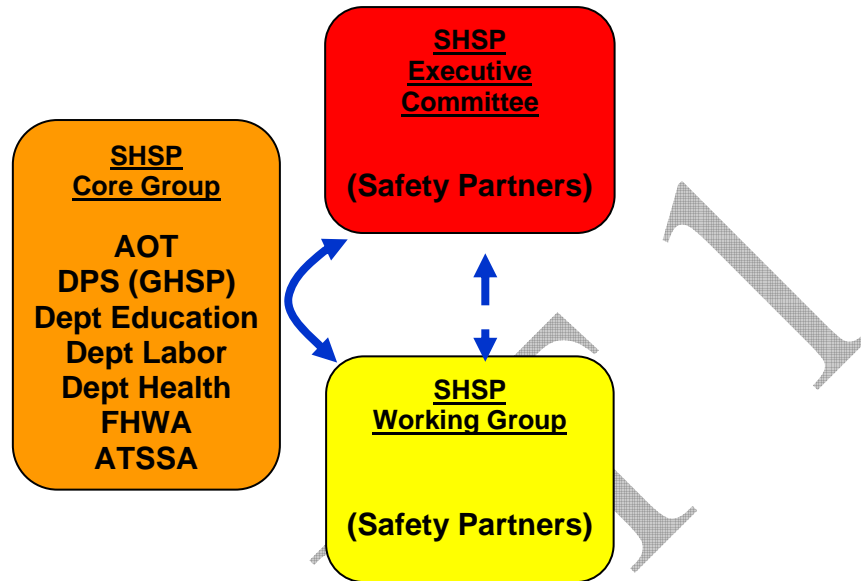 SHSP
Executive
Committee
(Safety Partners)
SHSP
Core Group
AOT
DPS (GHSP)
Dept Education
Dept Labor
Dept Health
FHWA
ATSSA
SHSP
Working Group
(Safety Partners)